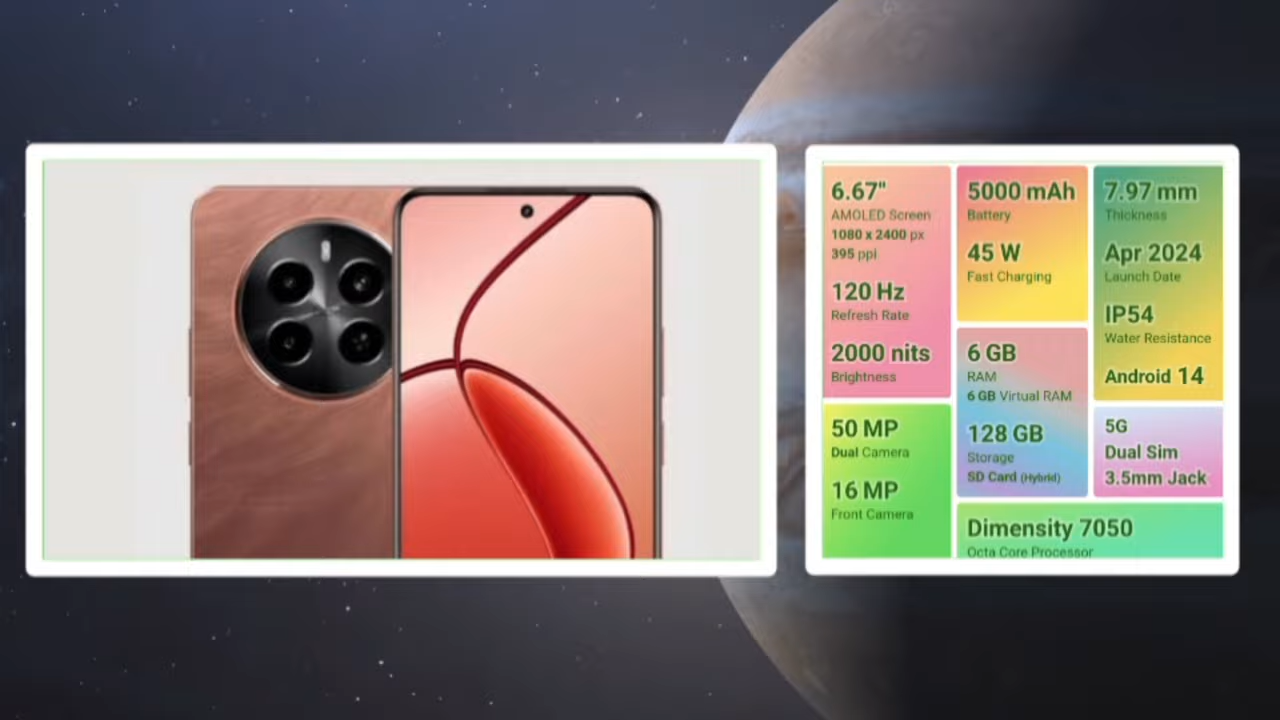 6.67"
AMOLED Screen
1080 x 2400 px
395 ppi
120 Hz
Refresh Rate
2000 nits
Brightness
50 MP
Dual Camera
16 MP
Front Camera
5000 mAh
Battery
45 W
Fast Charging
6 GB
RAM
6 GB Virtual RAM
128 GB
Storage
SD Card (Hybrid)
7.97 mm
Thickness
Apr 2024
Launch Date
IP54
Water Resistance
Android 14
5G
Dual Sim
3.5mm Jack
Dimensity 7050
Octa Core Processor